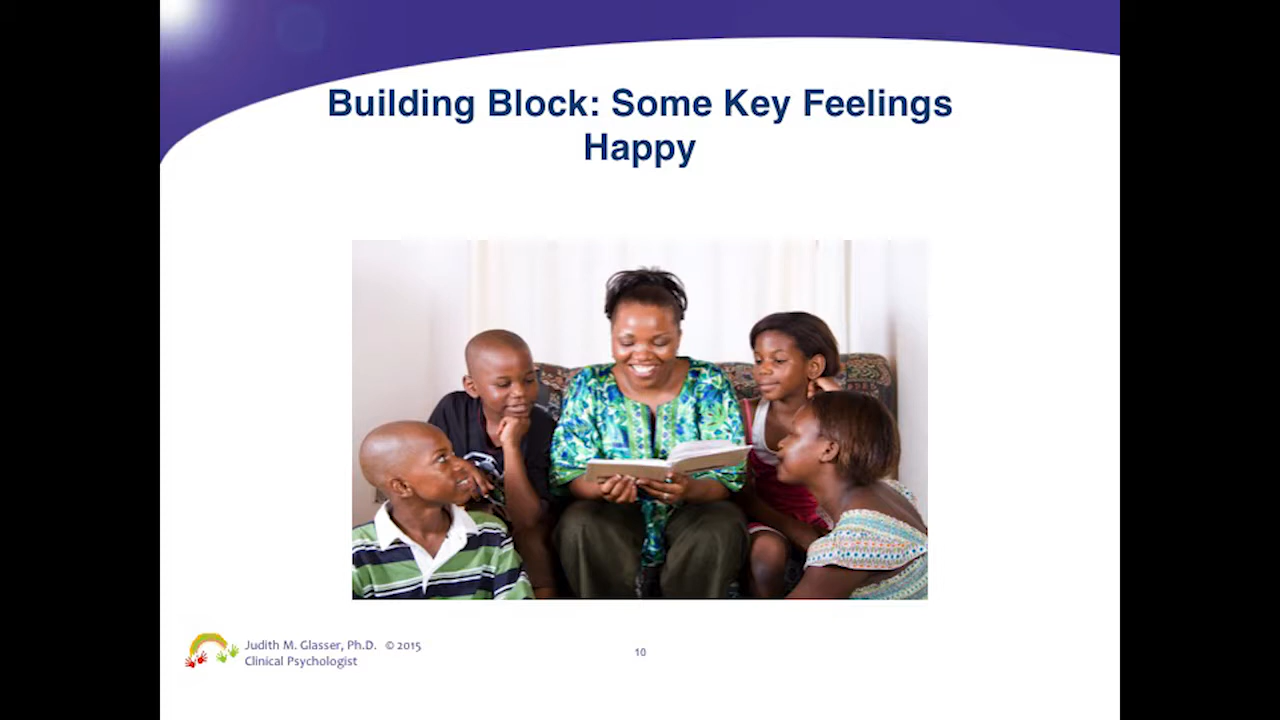 Building Block: Some Key Feelings
Happy
Judith M. Glasser, Ph.D. © 2015
Clinical Psychologist
10